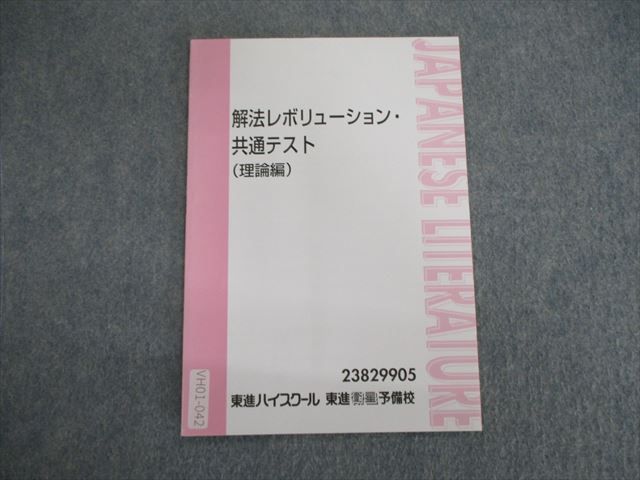 解法レボリューション・
共通テスト
(理論編)
JAPANESE LITERATURE
23829905
東進ハイスクール 東進衛星予備校
VH01-042